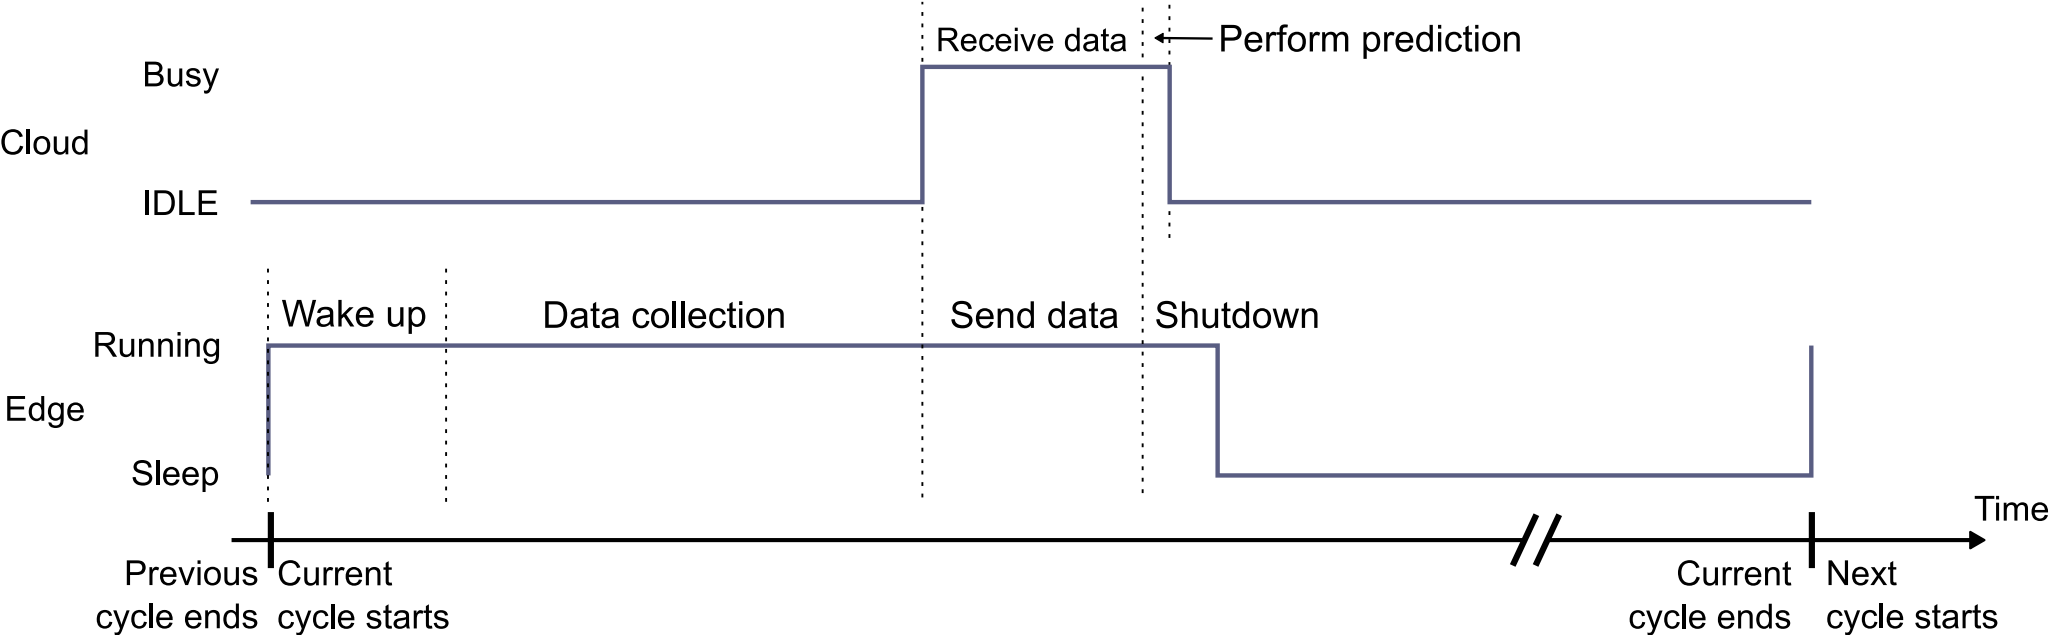 Receive data
Perform prediction
Busy
Cloud
IDLE
Wake up
Data collection
Send data
Shutdown
Running
Edge
Sleep
Time
Previous
cycle ends
Current
cycle starts
Current
cycle ends
Next
cycle starts